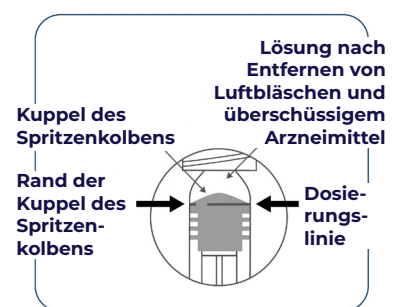 Lösung nach
Entfernen von
Luftbläschen und
überschüssigem
Arzneimittel
Kuppel des
Spritzenkolbens
Rand der
Kuppel des
Spritzen-
kolbens
Dosie-
rungs-
linie